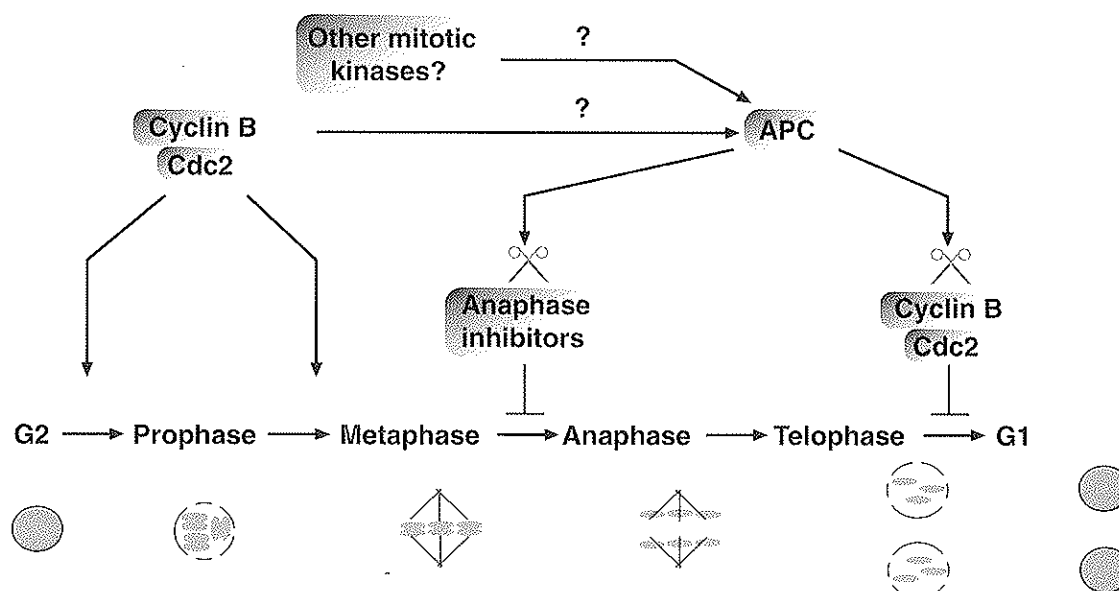 Other mitotic
kinases?
?
?
Cyclin B
Cdc2
APC
Anaphase
inhibitors
Cyclin B
Cdc2
G2
Prophase
Metaphase
Anaphase
Telophase
G1